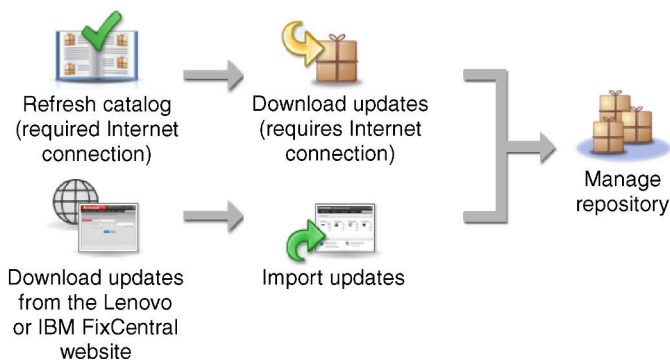 Refresh catalog
(required Internet
connection)
Download updates
(requires Internet
connection)
Manage
repository
Download updates
from the Lenovo
or IBM FixCentral
website
Import updates